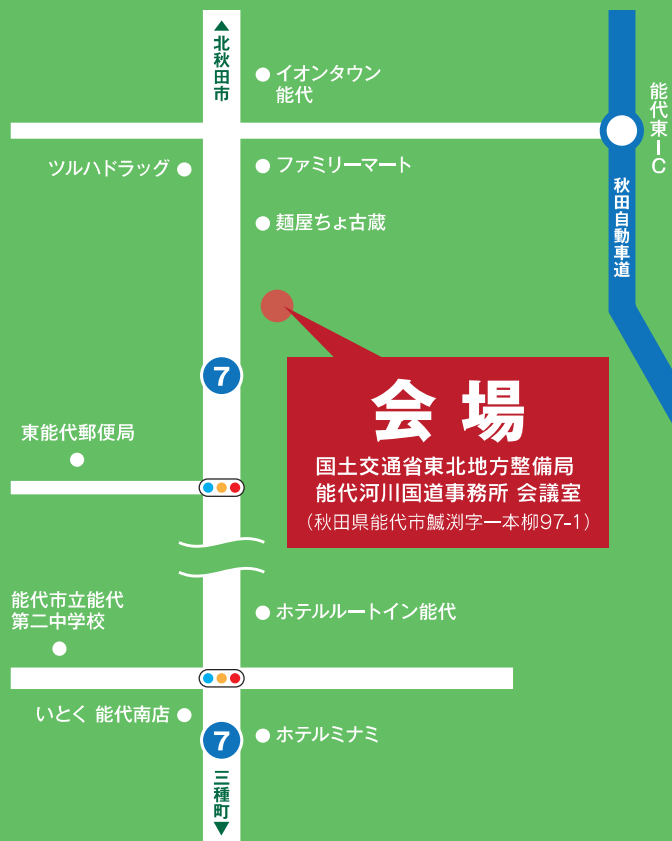 ▲北秋田市
イオンタウン
能代
能代東IC
ツルハドラッグ
ファミリーマート
秋田自動車道
麺屋ちょ古蔵
7
会場
国土交通省東北地方整備局
能代河川国道事務所 会議室
（秋田県能代市鰄渕字一本柳97-1）
東能代郵便局
能代市立能代
第二中学校
ホテルルートイン能代
いとく 能代南店
7
ホテルミナミ
三種町▼